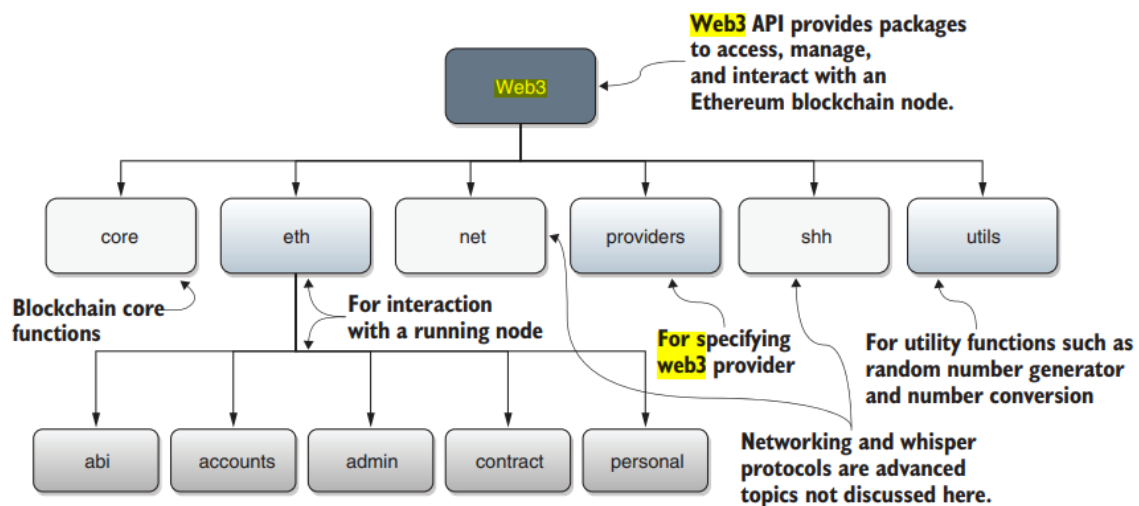 Web3 API provides packages
to access, manage,
and interact with an
Ethereum blockchain node.
Web3
core
eth
net
providers
shh
utils
Blockchain core
functions
For interaction
with a running node
For specifying
web3 provider
For utility functions such as
random number generator
and number conversion
abi
accounts
admin
contract
personal
Networking and whisper
protocols are advanced
topics not discussed here.